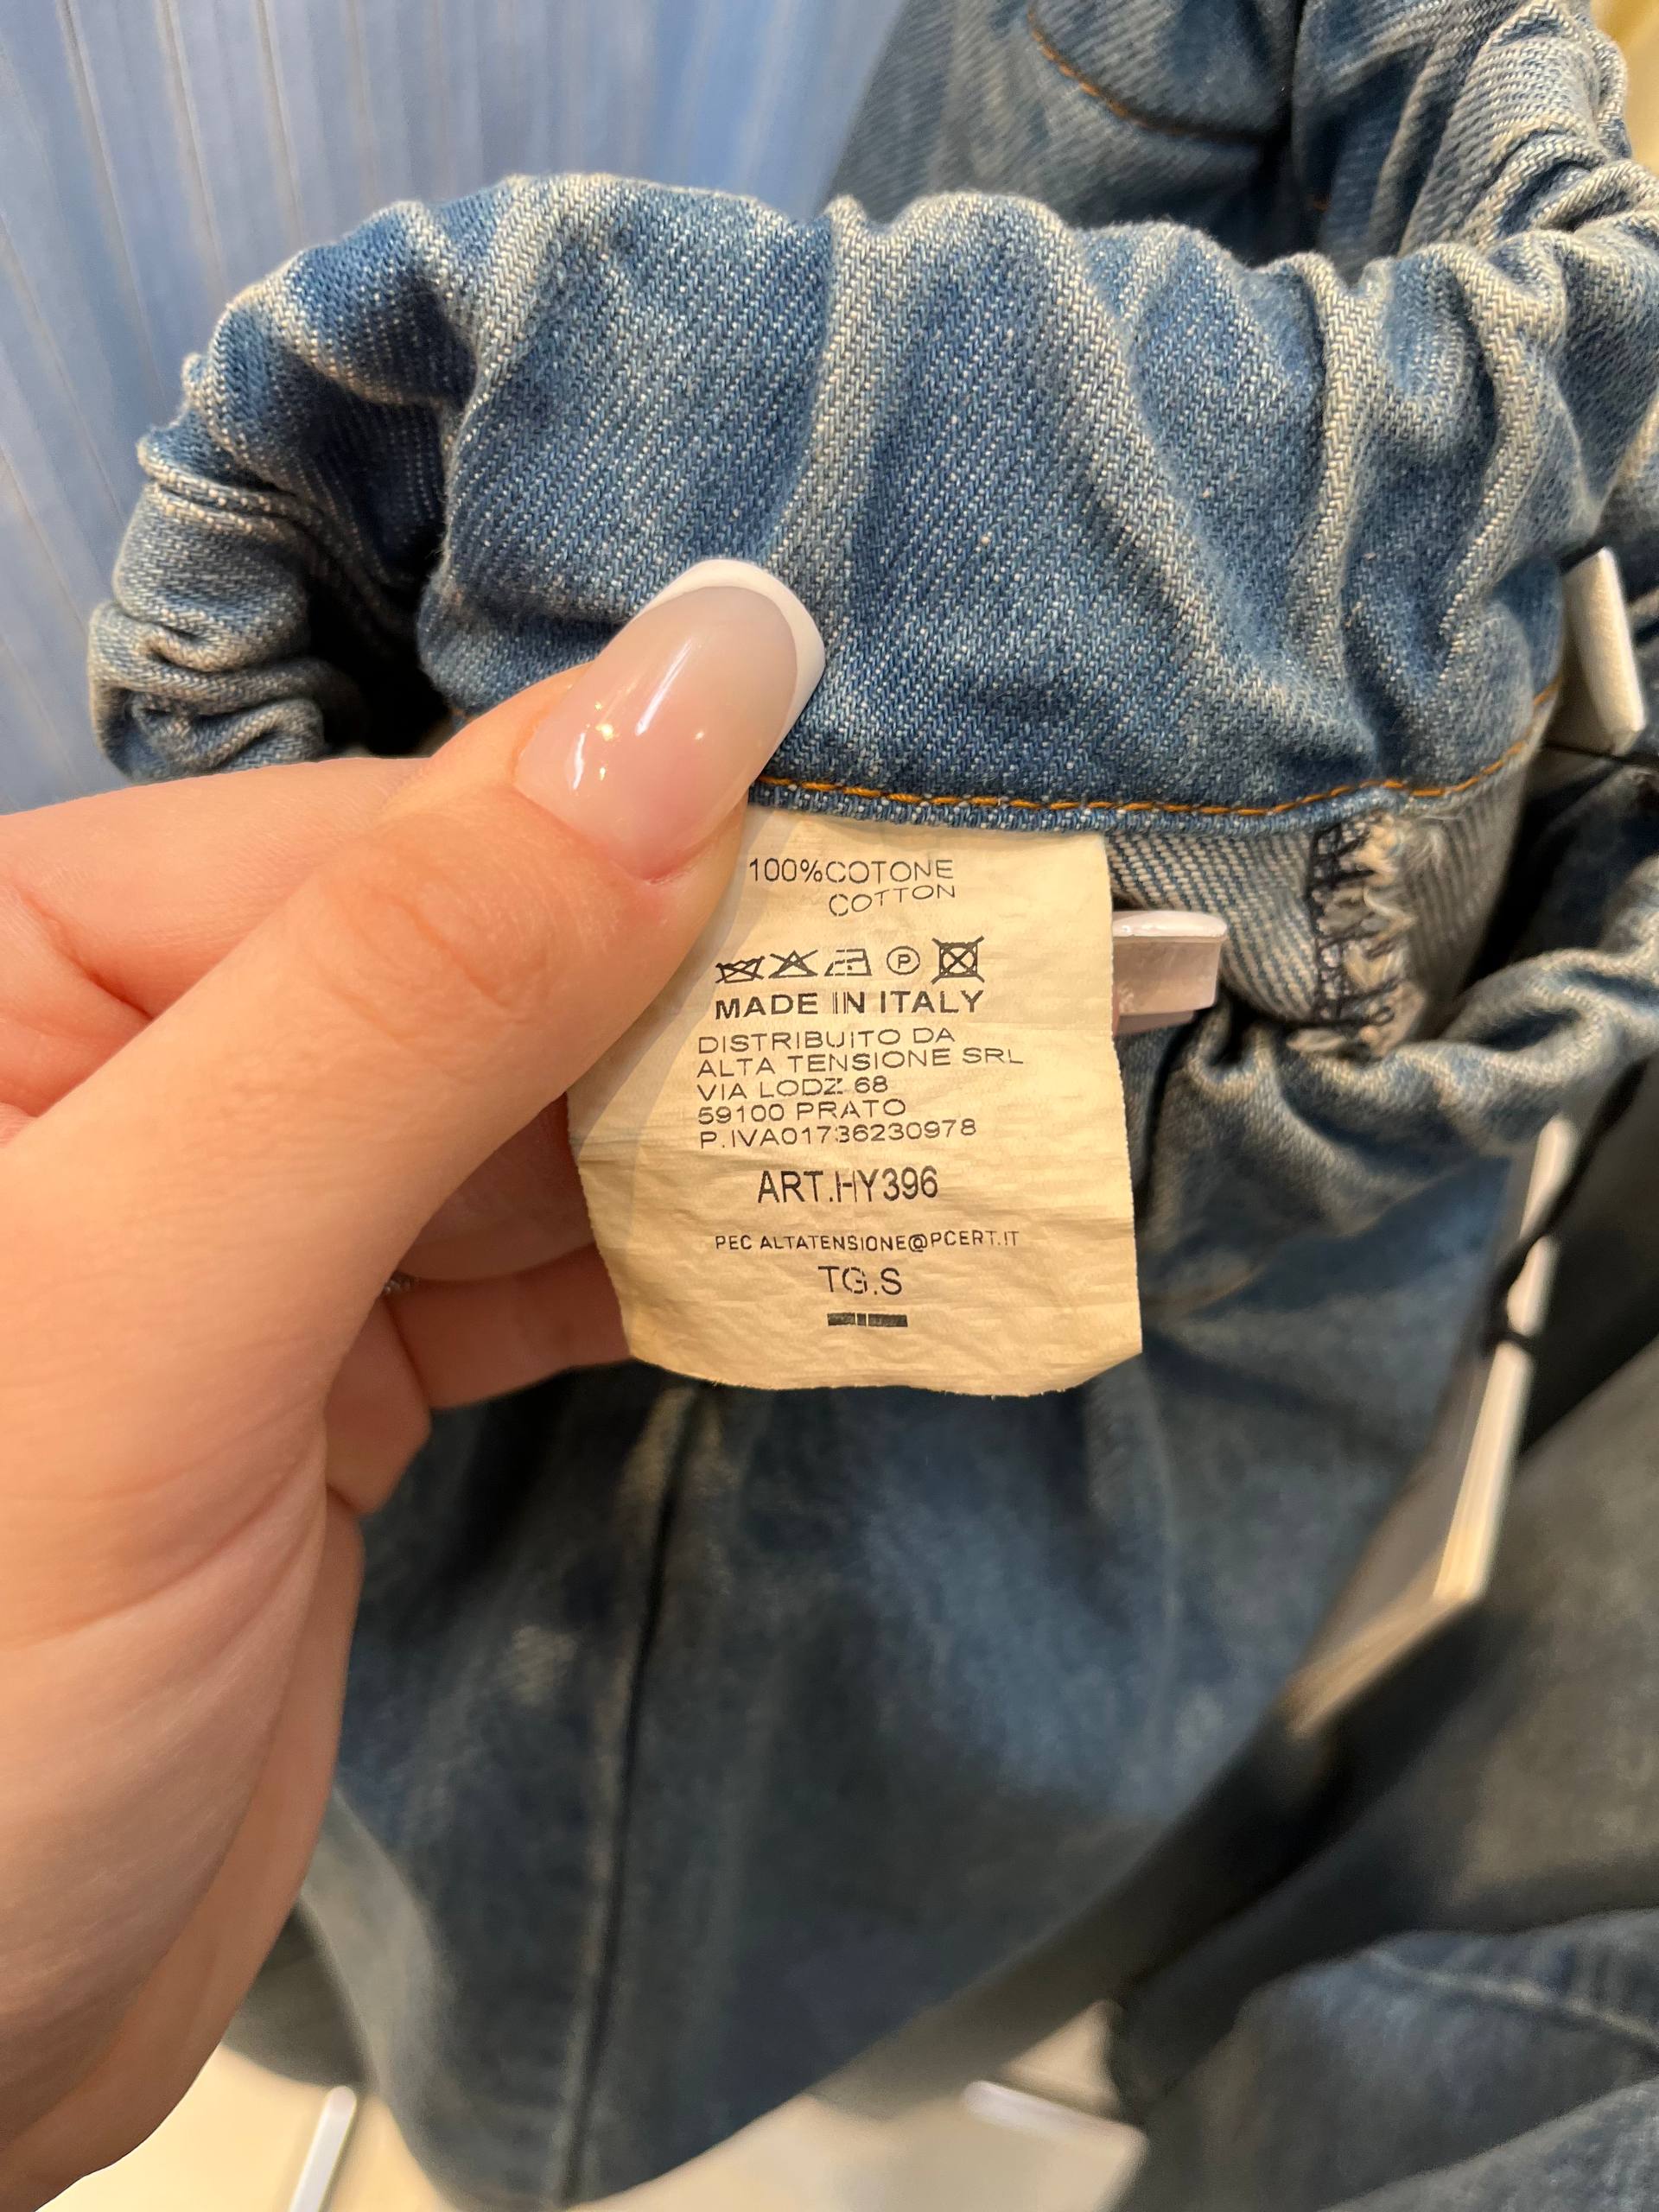 100%COTONE
COTTON
P
MADE IN ITALY
DISTRIBUITO DA
ALTA TENSIONE SRL
VIA LODZ 68
59100 PRATO
P.IVA01736230978
ART.HY396
PEC ALTATENSIONE@PCERT.IT
TG.S